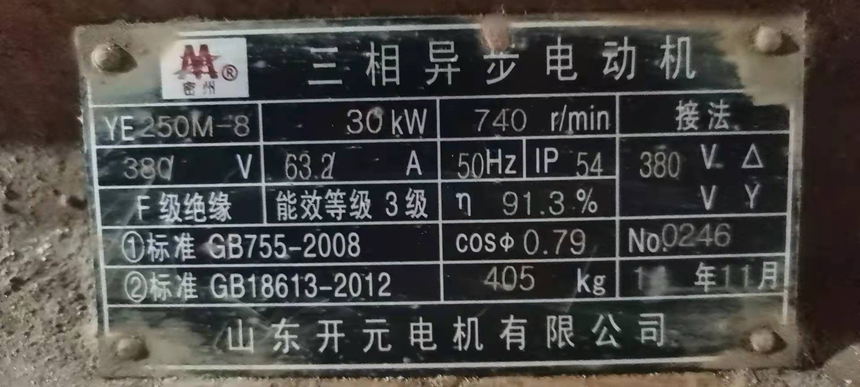 密州 ® 三相异步电动机
YE250M-8 30kW 740 r/min 接法
380/ V 63.2/ A 50Hz IP 54 380 V △
F 级绝缘 能效等级 3 级 η 91.3% V Y
①标准 GB755-2008 cosΦ 0.79 No.0246
②标准 GB18613-2012 405 kg 年11月
山东开元电机有限公司